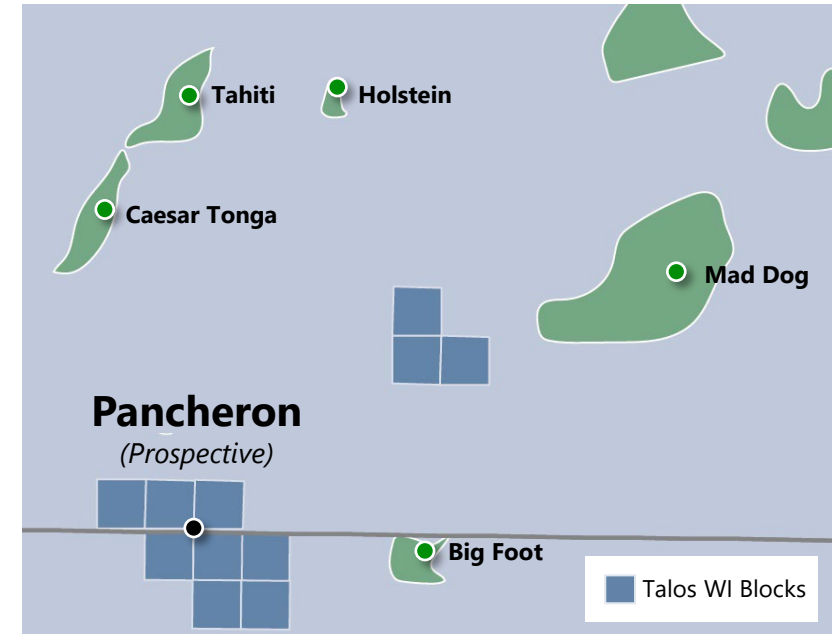 Tahiti
Holstein
Caesar Tonga
Mad Dog
Pancheron
(Prospective)
Big Foot
Talos WI Blocks